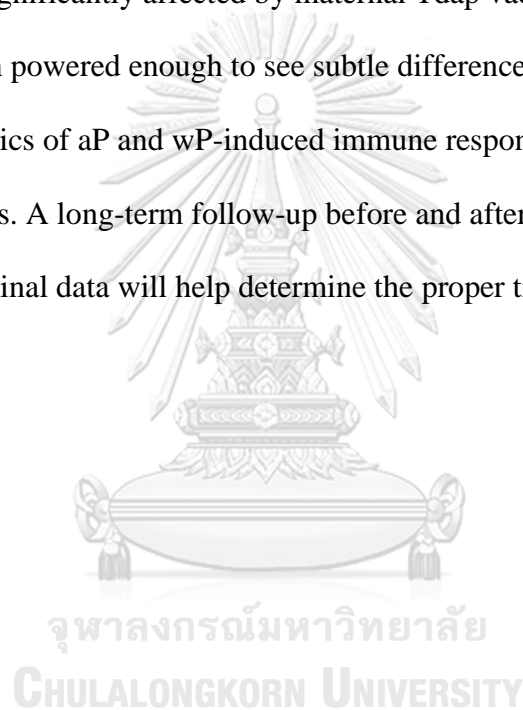 significantly affected by maternal Tdap vac
powered enough to see subtle difference
ics of aP and wP-induced immune respon
s. A long-term follow-up before and after
inal data will help determine the proper ti
จุฬาลงกรณ์มหาวิทยาลัย
CHULALONGKORN UNIVERSITY